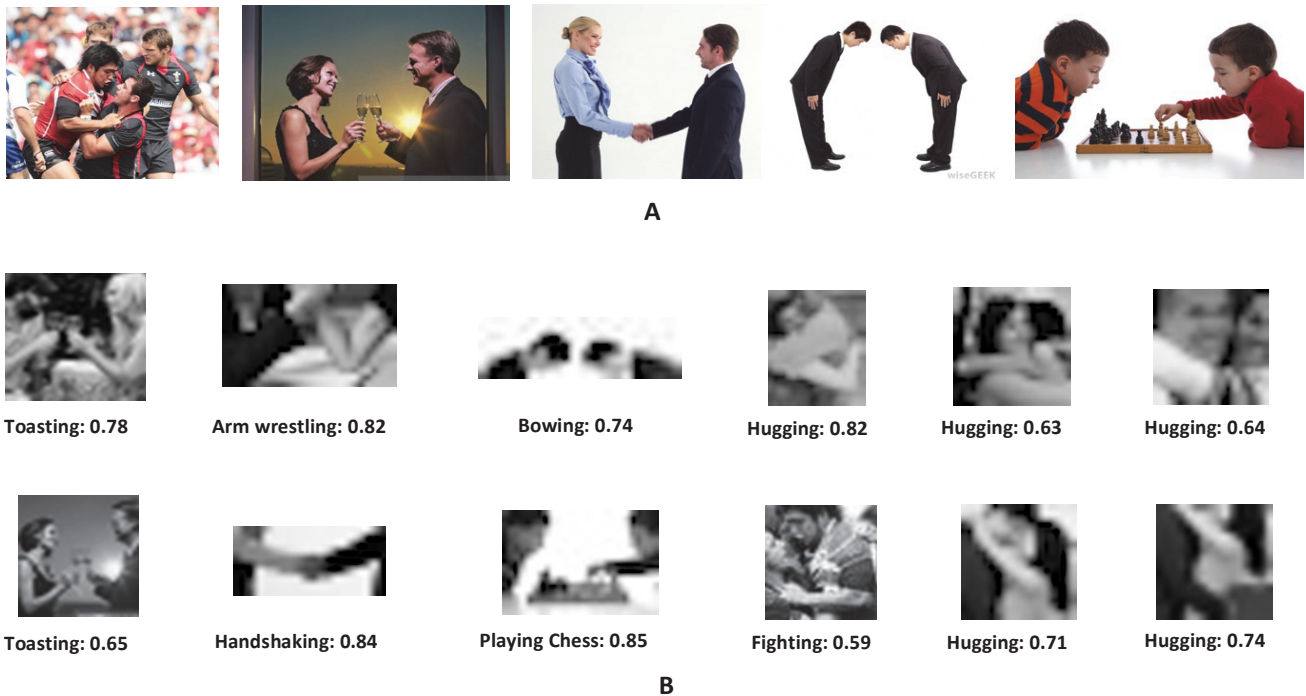 wiseGEEK
A
Toasting: 0.78
Arm wrestling: 0.82
Bowing: 0.74
Hugging: 0.82
Hugging: 0.63
Hugging: 0.64
Toasting: 0.65
Handshaking: 0.84
Playing Chess: 0.85
Fighting: 0.59
Hugging: 0.71
Hugging: 0.74
B